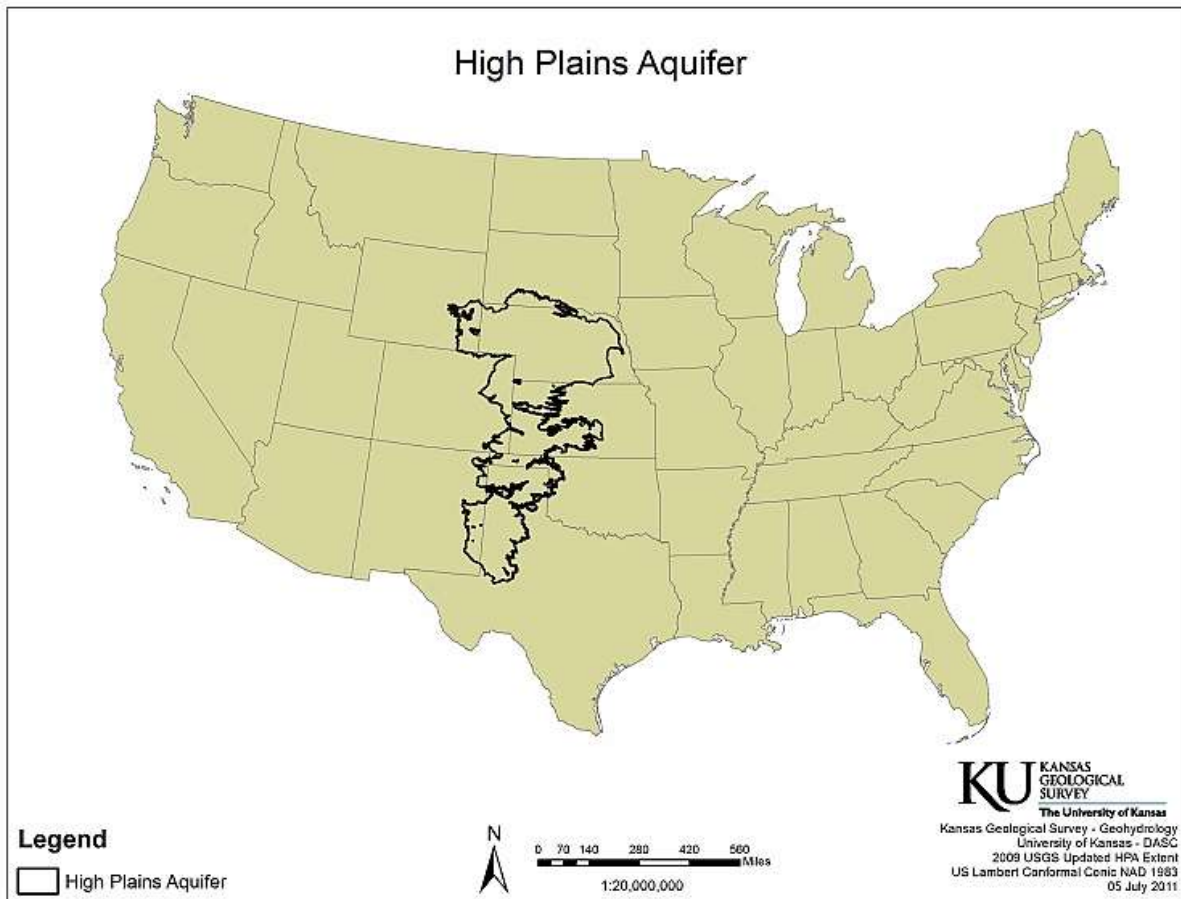 High Plains Aquifer
KU KANSAS
GEOLOGICAL
SURVEY
The University of Kansas
Kansas Geological Survey - Geohydrology
University of Kansas - DASC
2009 USGS Updated HPA Extent
US Lambert Conformal Conic NAD 1983
05 July 2011
Legend
High Plains Aquifer
N
0 70 140 280 420 560
Miles
1:20,000,000